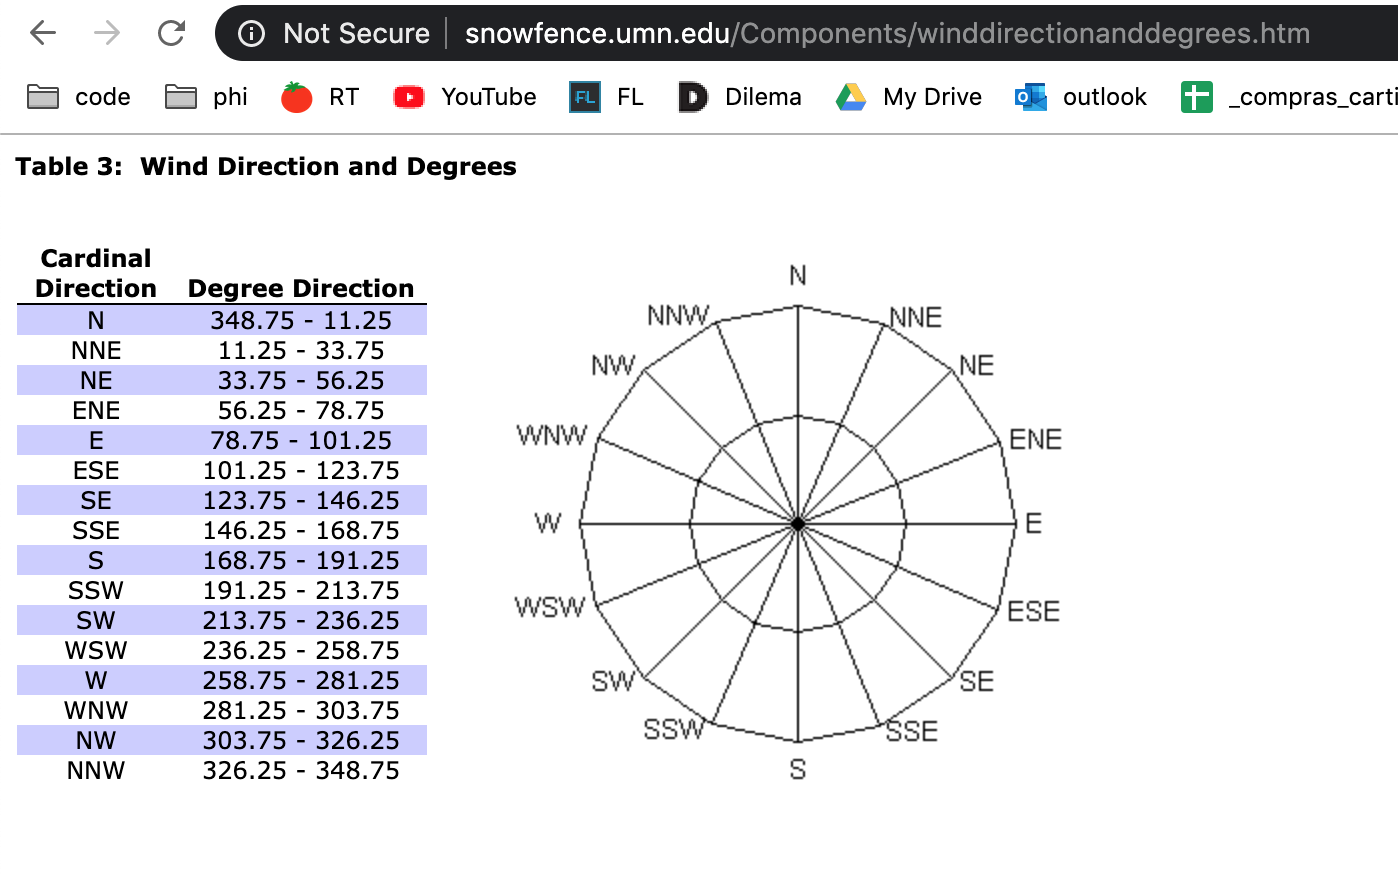 Not Secure snowfence.umn.edu/Components/winddirectionanddegrees.htm
code phi RT YouTube FL FL D Dilema My Drive outlook _compras_carti
Table 3: Wind Direction and Degrees
Cardinal
Direction Degree Direction
N 348.75 - 11.25
NNE 11.25 - 33.75
NE 33.75 - 56.25
ENE 56.25 - 78.75
E 78.75 - 101.25
ESE 101.25 - 123.75
SE 123.75 - 146.25
SSE 146.25 - 168.75
S 168.75 - 191.25
SSW 191.25 - 213.75
SW 213.75 - 236.25
WSW 236.25 - 258.75
W 258.75 - 281.25
WNW 281.25 - 303.75
NW 303.75 - 326.25
NNW 326.25 - 348.75
N
NNW NNE
NW NE
WNW ENE
W E
WSW ESE
SW SE
SSW SSE
S